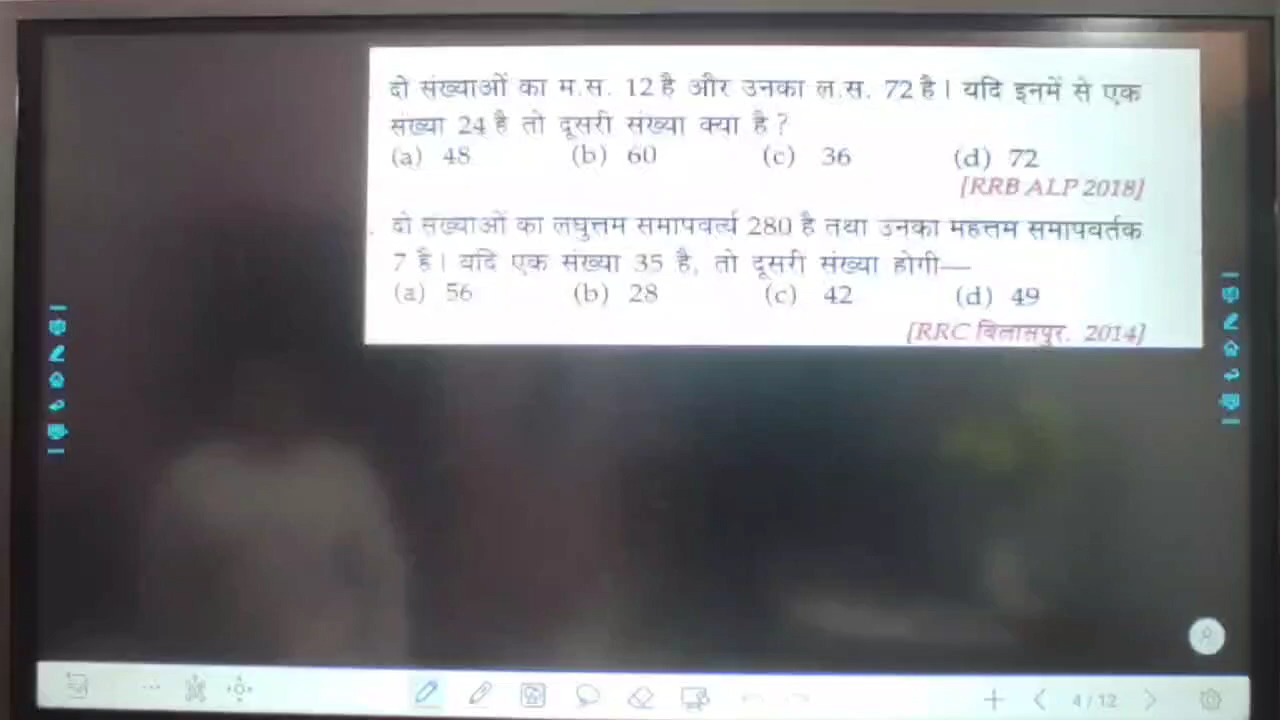 दो संख्याओं का म.स. 12 है और उनका ल.स. 72 है। यदि इनमें से एक
संख्या 24 है तो दूसरी संख्या क्या है ?
(a) 48 (b) 60 (c) 36 (d) 72
[RRB ALP 2018]
दो संख्याओं का लघुत्तम समापवर्त्य 280 है तथा उनका महत्तम समापवर्तक
7 है। यदि एक संख्या 35 है, तो दूसरी संख्या होगी—
(a) 56 (b) 28 (c) 42 (d) 49
[RRC बिलासपुर, 2014]
4/12